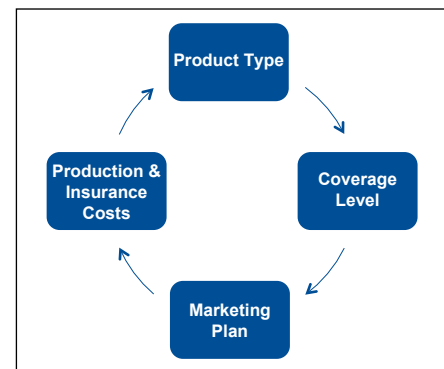 Product Type
Coverage
Level
Marketing
Plan
Production &
Insurance
Costs